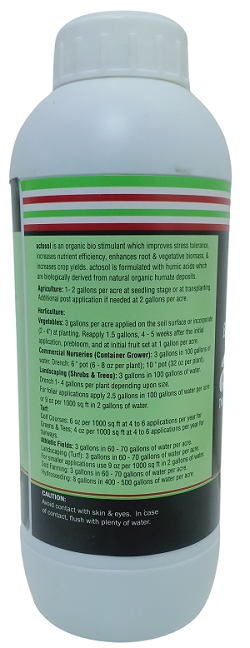 actosol is an organic bio stimulant which improves stress tolerance,
increases nutrient efficiency, enhances root & vegetative biomass, &
increases crop yields. actosol is formulated with humic acids which
an biologically derived from natural organic humate deposits.
Agriculture: 1- 2 gallons per acre at seedling stage or at transplanting.
Additional post application if needed at 2 gallons per acre.
Horticulture:
Vegetables: 3 gallons per acre applied on the soil surface or incorporate
(2 - 4") at planting. Reapply 1.5 gallons, 4 - 5 weeks after the initial
application, prebloom, and at initial fruit set at 1 gallon per acre.
Commercial Nurseries (Container Grower): 3 gallons in 100 gallons of
water. Drench: 6" pot (6 - 8 oz per plant); 10 "pot (32 oz per plant).
Landscaping (Shrubs & Trees): 3 gallons in 100 gallons of water.
Drench 1- 4 gallons per plant depending upon size.
For foliar applications apply 2.5 gallons in 100 gallons of water per acre
or 9 oz per 1000 sq ft in 2 gallons of water.
Turf:
Golf Courses: 6 oz per 1000 sq ft at 4 to 6 applications per year for
Greens & Tees; 4 oz per 1000 sq ft at 4 to 6 applications per year for
fairways.
Athletic Fields: 3 gallons in 60 - 70 gallons of water per acre.
Landscaping (Turf): 3 gallons in 60 - 70 gallons of water per acre.
For smaller applications use 9 oz per 1000 sq ft in 2 gallons of water.
Sod Farming: 3 gallons in 60 - 70 gallons of water per acre.
Hydroseeding: 8 gallons in 400 - 500 gallons of water per acre.
CAUTION:
Avoid contact with skin & eyes. In case
of contact, flush with plenty of water.